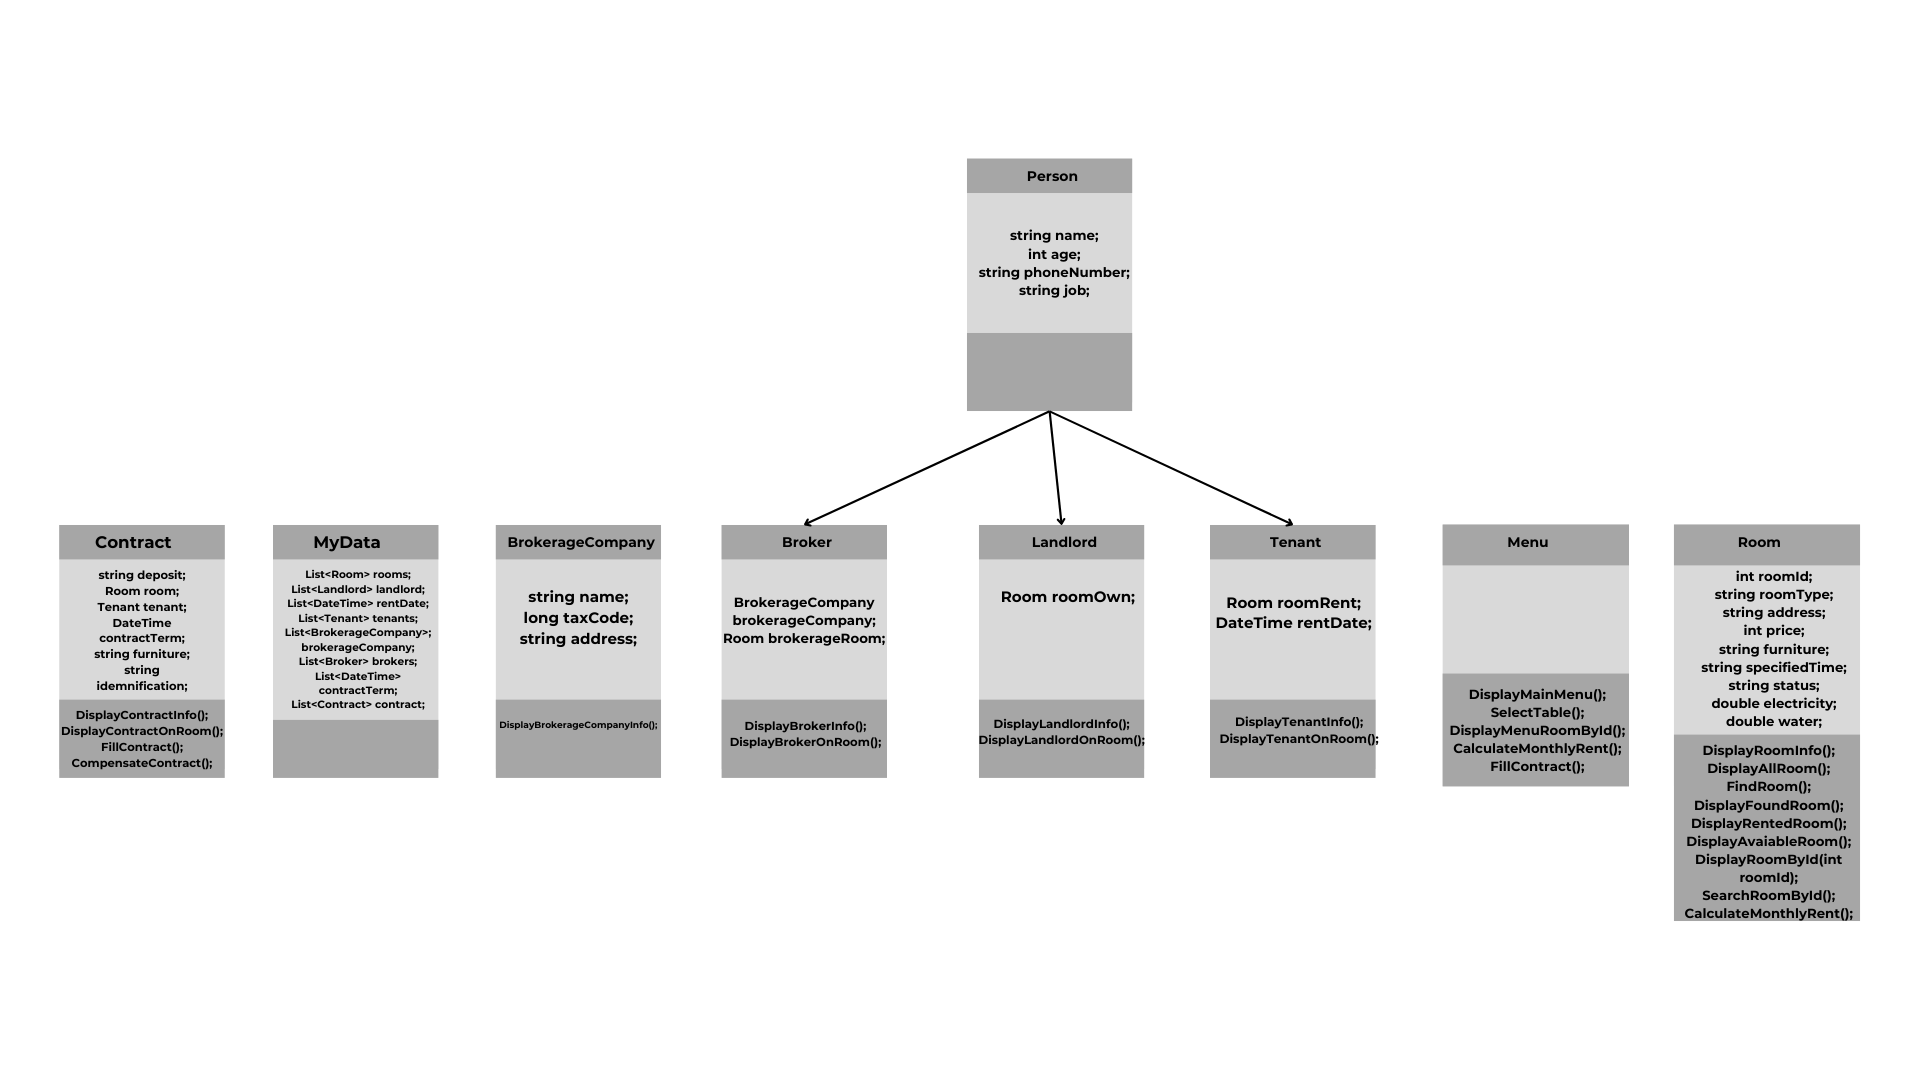 Person
string name;
int age;
string phoneNumber;
string job;
Contract
string deposit;
Room room;
Tenant tenant;
DateTime
contractTerm;
string furniture;
string
idemnification;
DisplayContractInfo();
DisplayContractOnRoom();
FillContract();
CompensateContract();
MyData
List<Room> rooms;
List<Landlord> landlord;
List<DateTime> rentDate;
List<Tenant> tenants;
List<BrokerageCompany>;
brokerageCompany;
List<Broker> brokers;
List<DateTime>
contractTerm;
List<Contract> contract;
BrokerageCompany
string name;
long taxCode;
string address;
DisplayBrokerageCompanyInfo();
Broker
BrokerageCompany
brokerageCompany;
Room brokerageRoom;
DisplayBrokerInfo();
DisplayBrokerOnRoom();
Landlord
Room roomOwn;
DisplayLandlordInfo();
DisplayLandlordOnRoom();
Tenant
Room roomRent;
DateTime rentDate;
DisplayTenantInfo();
DisplayTenantOnRoom();
Menu
DisplayMainMenu();
SelectTable();
DisplayMenuRoomById();
CalculateMonthlyRent();
FillContract();
Room
int roomId;
string roomType;
string address;
int price;
string furniture;
string specifiedTime;
string status;
double electricity;
double water;
DisplayRoomInfo();
DisplayAllRoom();
FindRoom();
DisplayFoundRoom();
DisplayRentedRoom();
DisplayAvaiableRoom();
DisplayRoomById(int
roomId);
SearchRoomById();
CalculateMonthlyRent();